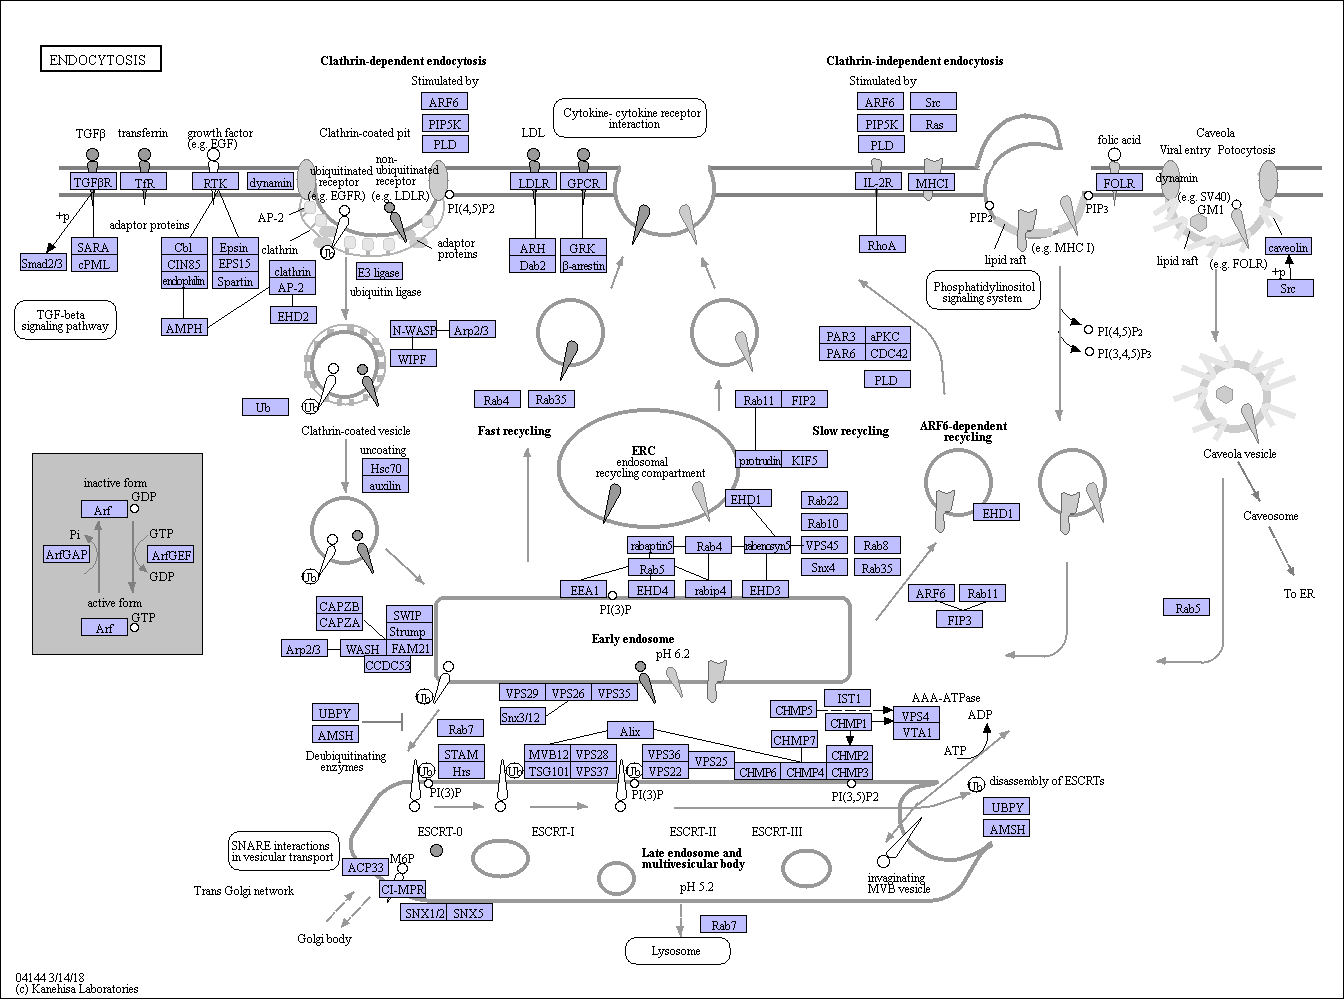 ENDOCYTOSIS
Clathrin-dependent endocytosis
Clathrin-independent endocytosis
Stimulated by
ARF6
PIP5K
PLD
Stimulated by
ARF6
Src
PIP5K
Ras
PLD
Cytokine- cytokine receptor
interaction
TGFβ
transferrin
growth factor
(e.g. EGF)
Clathrin-coated pit
LDL
folic acid
Caveola
Viral entry
Potocytosis
TGFβR
TfR
RTK
dynamin
ubiquitinated
receptor
(e.g. EGFR)
non-
ubiquitinated
receptor
(e.g. LDLR)
LDLR
GPCR
IL-2R
MHCI
FOLR
dynamin
(e.g. SV40)
GM1
PI(4,5)P2
PIP2
PIP3
+p
adaptor proteins
AP-2
clathrin
Ub
adaptor
proteins
Smad2/3
SARA
cPML
Cbl
CIN85
endophilin
Epsin
EPS15
Spartin
clathrin
AP-2
EHD2
AMPH
E3 ligase
ubiquitin ligase
ARH
Dab2
GRK
β-arrestin
RhoA
(e.g. MHC I)
lipid raft
lipid raft
(e.g. FOLR)
caveolin
+p
Src
Phosphatidylinositol
signaling system
TGF-beta
signaling pathway
N-WASP
Arp2/3
WIPF
PAR3
aPKC
PAR6
CDC42
PLD
PI(4,5)P2
PI(3,4,5)P3
Ub
Ub
Clathrin-coated vesicle
uncoating
Hsc70
auxilin
Rab4
Rab35
Fast recycling
Rab11
FIP2
Slow recycling
protrudin
KIF5
ERC
endosomal
recycling compartment
ARF6-dependent
recycling
Caveola vesicle
Caveosome
To ER
EHD1
EHD1
Rab22
Rab10
VPS45
Rab8
Snx4
Rab35
inactive form
GDP
Arf
Pi
GTP
ArfGAP
ArfGEF
GDP
active form
GTP
Arf
Ub
rabaptin5
Rab4
rabenosyn5
Rab5
EEA1
EHD4
rabip4
EHD3
PI(3)P
ARF6
Rab11
FIP3
Rab5
CAPZB
CAPZA
SWIP
Strump
Arp2/3
WASH
FAM21
CCDC53
Early endosome
pH 6.2
Ub
VPS29
VPS26
VPS35
Snx3/12
UBPY
AMSH
Deubiquitinating
enzymes
Rab7
STAM
Hrs
Alix
MVB12
VPS28
TSG101
VPS37
VPS36
VPS22
VPS25
CHMP5
IST1
CHMP1
CHMP7
CHMP2
CHMP6
CHMP4
CHMP3
AAA-ATPase
VPS4
VTA1
ADP
ATP
Ub
Ub
Ub
PI(3)P
PI(3)P
PI(3,5)P2
Ub
disassembly of ESCRTs
UBPY
AMSH
ESCRT-0
ESCRT-I
ESCRT-II
ESCRT-III
SNARE interactions
in vesicular transport
ACP33
M6P
CI-MPR
SNX1/2
SNX5
Trans Golgi network
Golgi body
Late endosome and
multivesicular body
pH 5.2
invaginating
MVB vesicle
Rab7
Lysosome
04144 3/14/18
(c) Kanehisa Laboratories